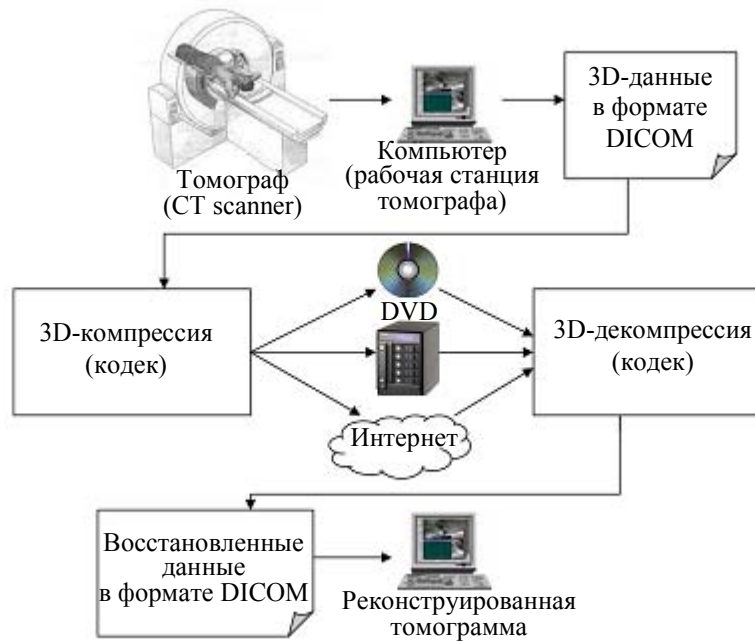 Томограф
(CT scanner)
Компьютер
(рабочая станция
томографа)
3D-данные
в формате
DICOM
3D-компрессия
(кодек)
DVD
Интернет
3D-декомпрессия
(кодек)
Восстановленные
данные
в формате DICOM
Реконструированная
томограмма